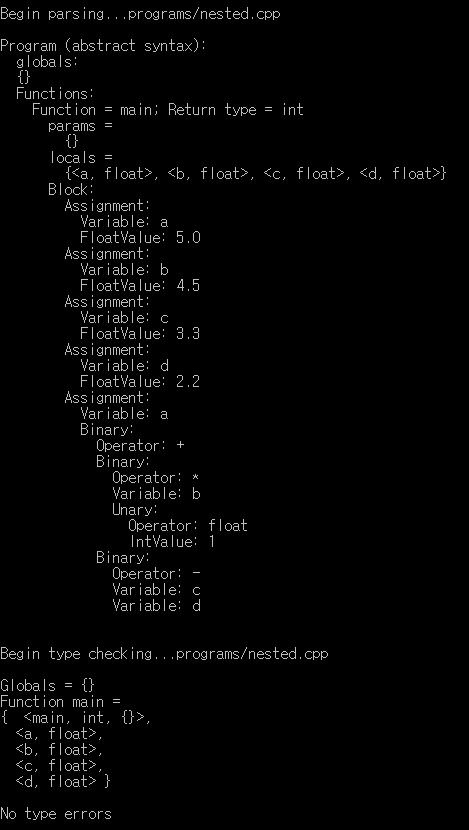 Begin parsing...programs/nested.cpp
Program (abstract syntax):
globals:
{}
Functions:
Function = main; Return type = int
params =
{}
locals =
{<a, float>, <b, float>, <c, float>, <d, float>}
Block:
Assignment:
Variable: a
FloatValue: 5.0
Assignment:
Variable: b
FloatValue: 4.5
Assignment:
Variable: c
FloatValue: 3.3
Assignment:
Variable: d
FloatValue: 2.2
Assignment:
Variable: a
Binary:
Operator: +
Binary:
Operator: *
Variable: b
Unary:
Operator: float
IntValue: 1
Binary:
Operator: -
Variable: c
Variable: d
Begin type checking...programs/nested.cpp
Globals = {}
Function main =
{  <main, int, {}>,
<a, float>,
<b, float>,
<c, float>,
<d, float> }
No type errors